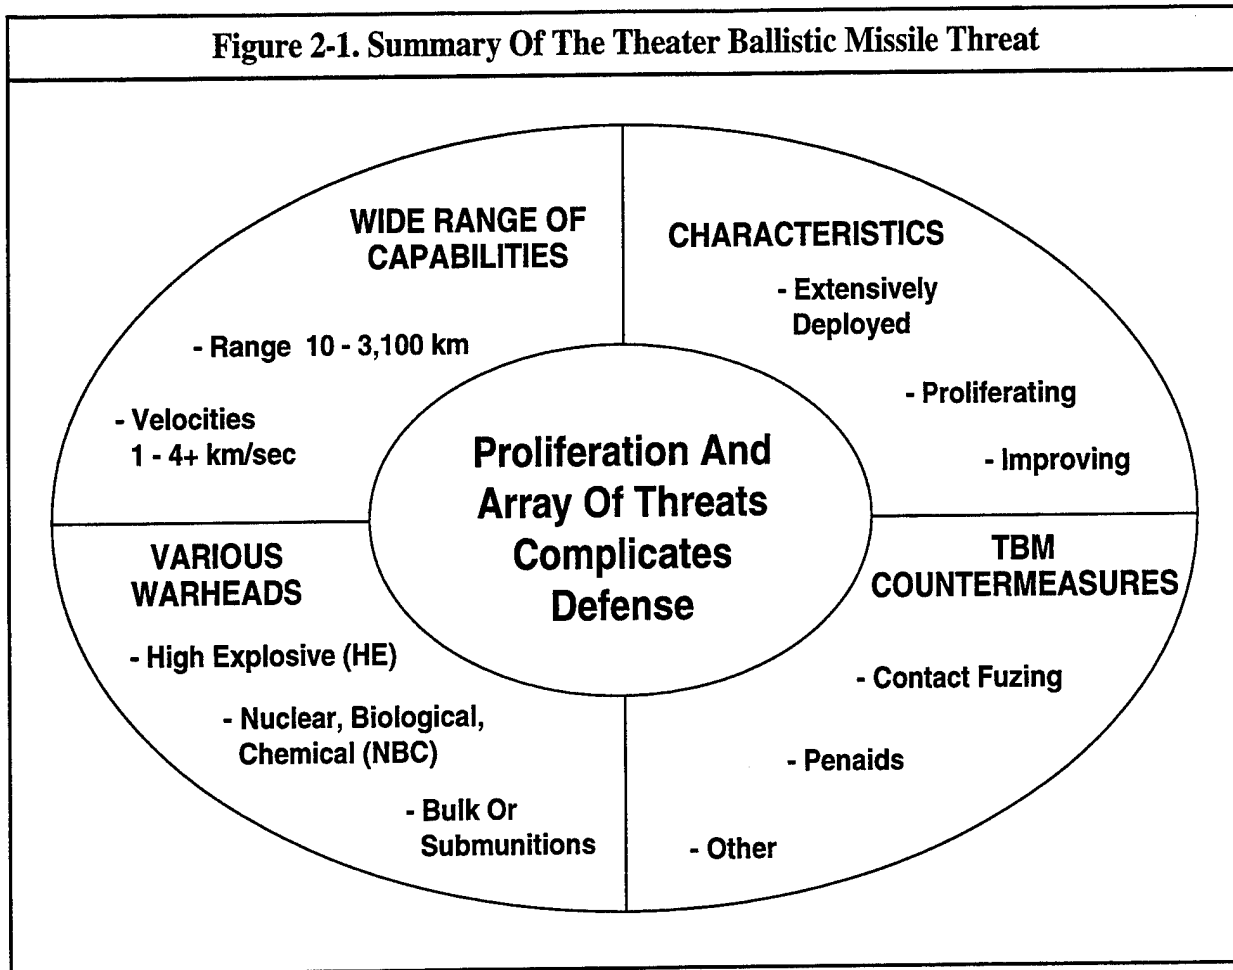 Figure 2-1. Summary Of The Theater Ballistic Missile Threat
WIDE RANGE OF
CAPABILITIES
- Range 10 - 3,100 km
- Velocities
1 - 4+ km/sec
CHARACTERISTICS
- Extensively
Deployed
- Proliferating
- Improving
Proliferation And
Array Of Threats
Complicates
Defense
VARIOUS
WARHEADS
- High Explosive (HE)
- Nuclear, Biological,
Chemical (NBC)
- Bulk Or
Submunitions
TBM
COUNTERMEASURES
- Contact Fuzing
- Penaids
- Other